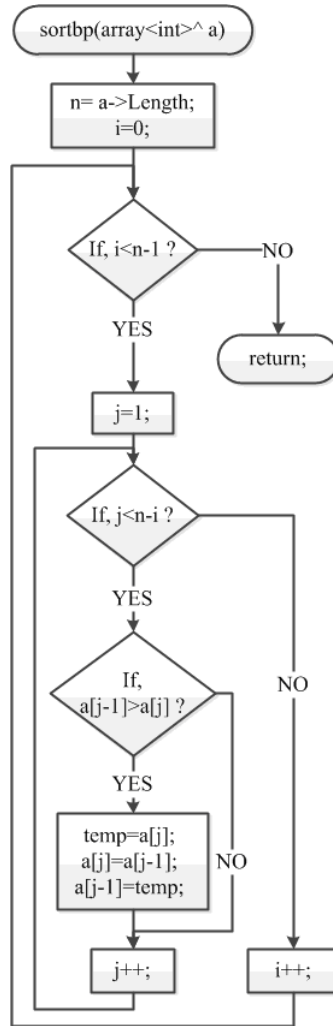 sortbp(array<int>^ a)
n= a->Length;
i=0;
If, i<n-1 ?
NO
YES
return;
j=1;
If, j<n-i ?
YES
NO
If,
a[j-1]>a[j] ?
YES
temp=a[j];
a[j]=a[j-1];
a[j-1]=temp;
NO
j++;
i++;